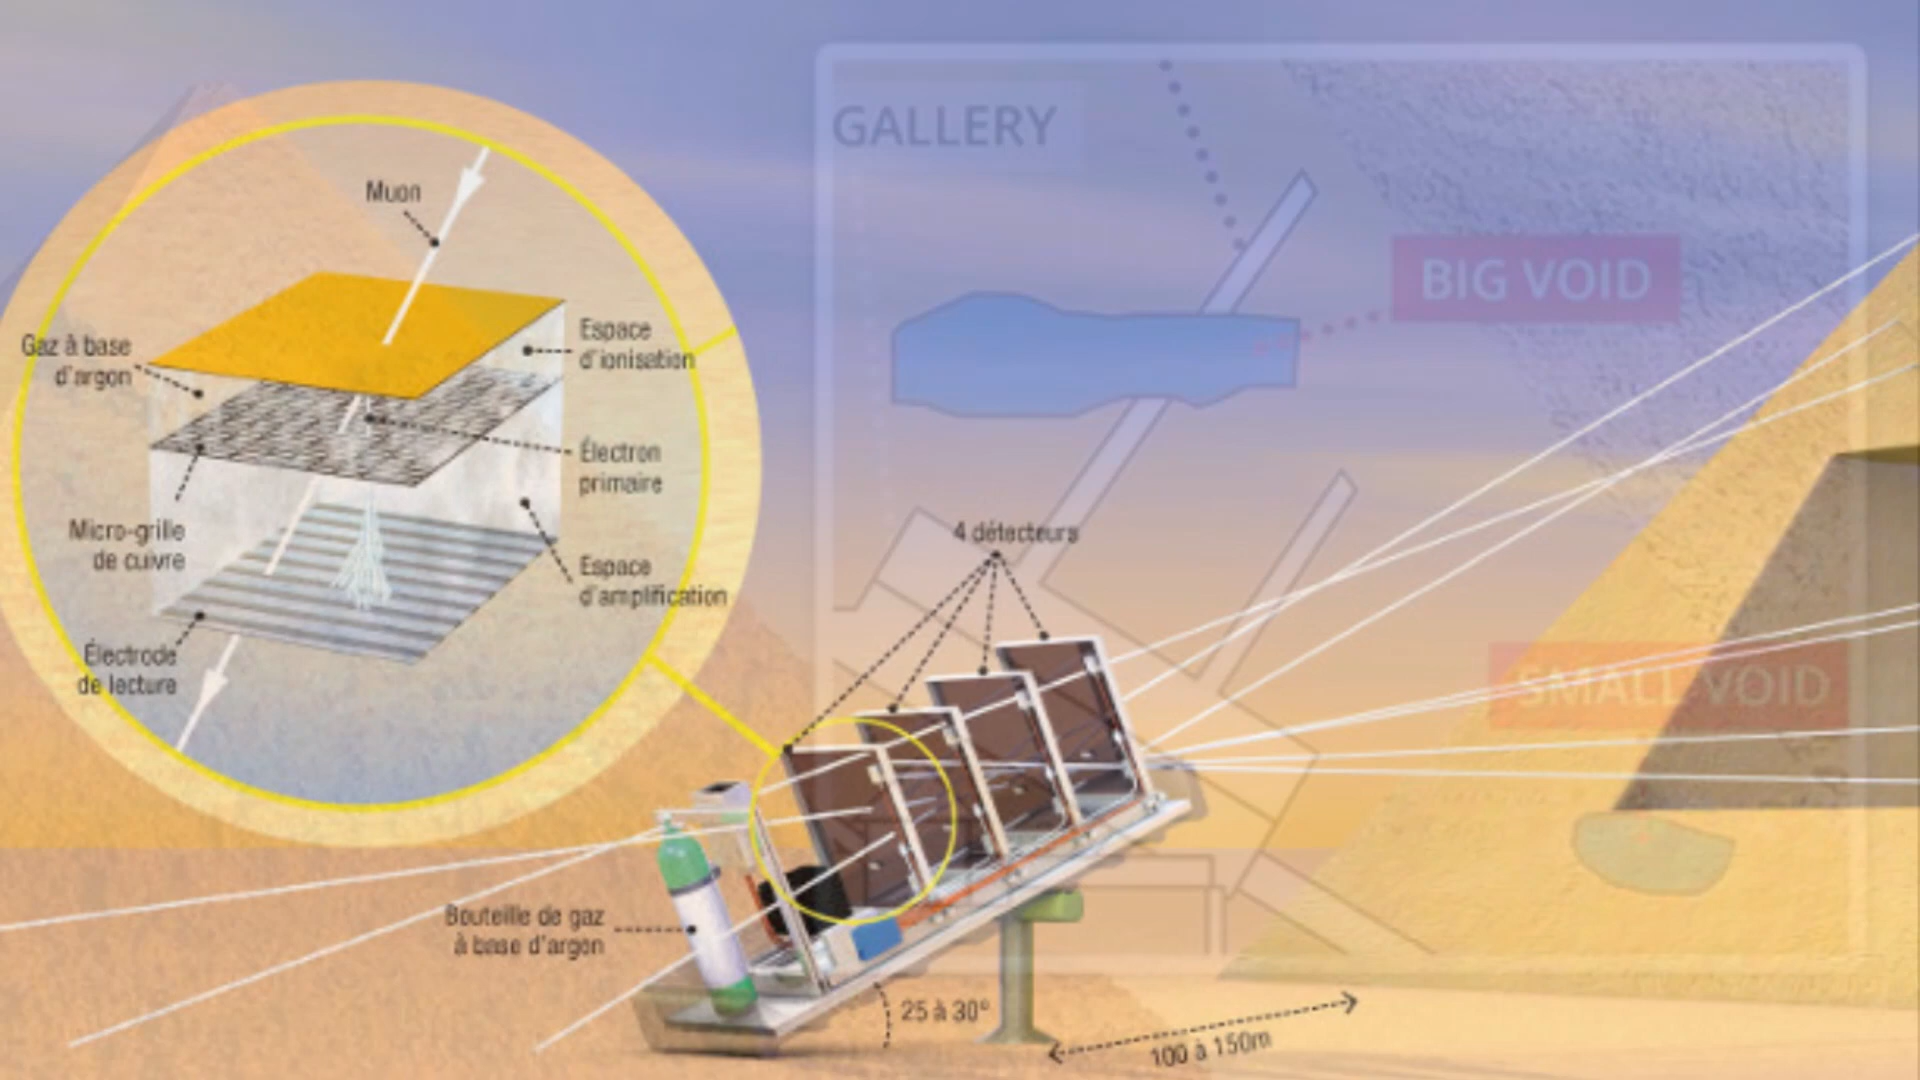 GALLERY
Muon
BIG VOID
Gaz à base
d'argon
Espace
d'ionisation
Électron
primaire
Micro-grille
de cuivre
4 détecteurs
Espace
d'amplification
Électrode
de lecture
SMALL VOID
Bouteille de gaz
à base d'argon
25 à 30°
100 à 150m